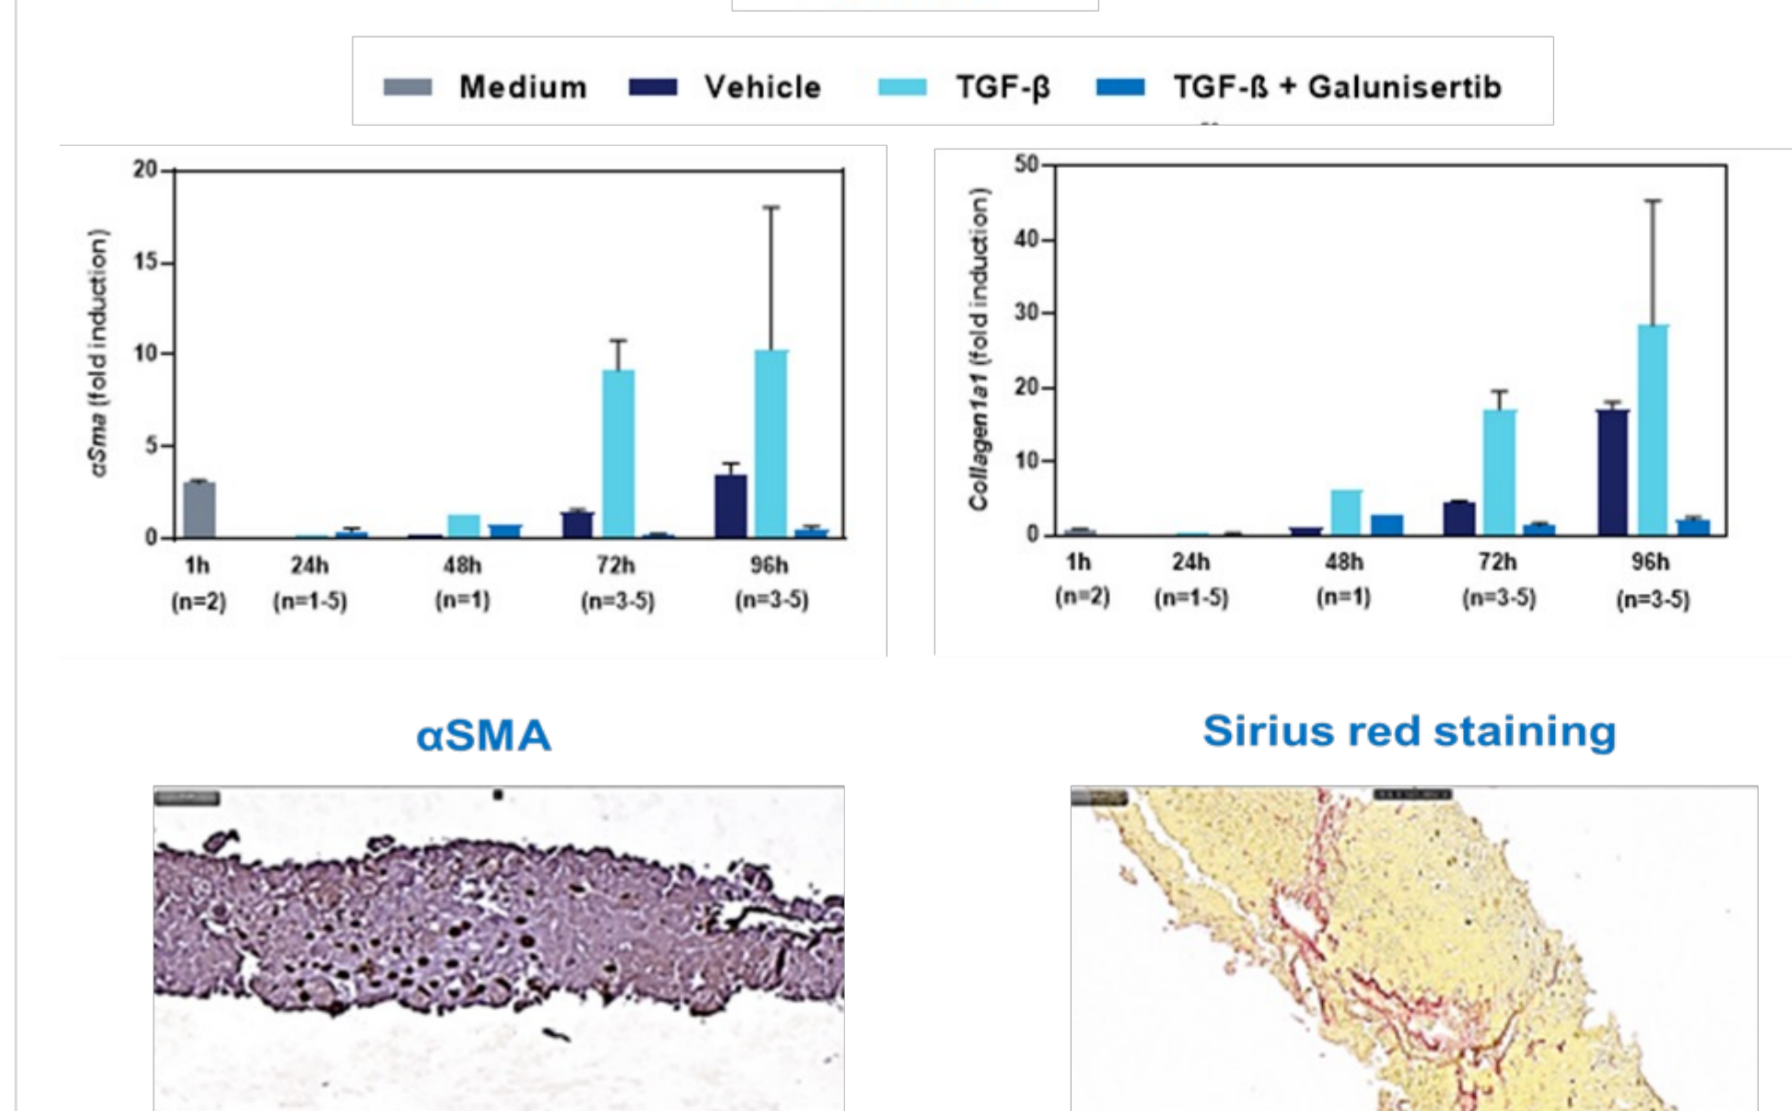 Medium Vehicle TGF-β TGF-ß + Galunisertib
αSma (fold induction)
20
15
10
5
0
1h 24h 48h 72h 96h
(n=2) (n=1-5) (n=1) (n=3-5) (n=3-5)
Collagen1a1 (fold induction)
50
40
30
20
10
0
1h 24h 48h 72h 96h
(n=2) (n=1-5) (n=1) (n=3-5) (n=3-5)
αSMA
Sirius red staining